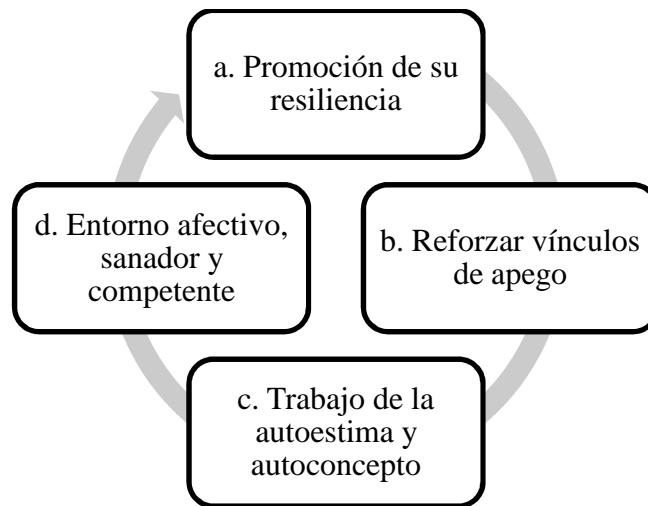 a. Promoción de su
resiliencia
b. Reforzar vínculos
de apego
c. Trabajo de la
autoestima y
autoconcepto
d. Entorno afectivo,
sanador y
competente